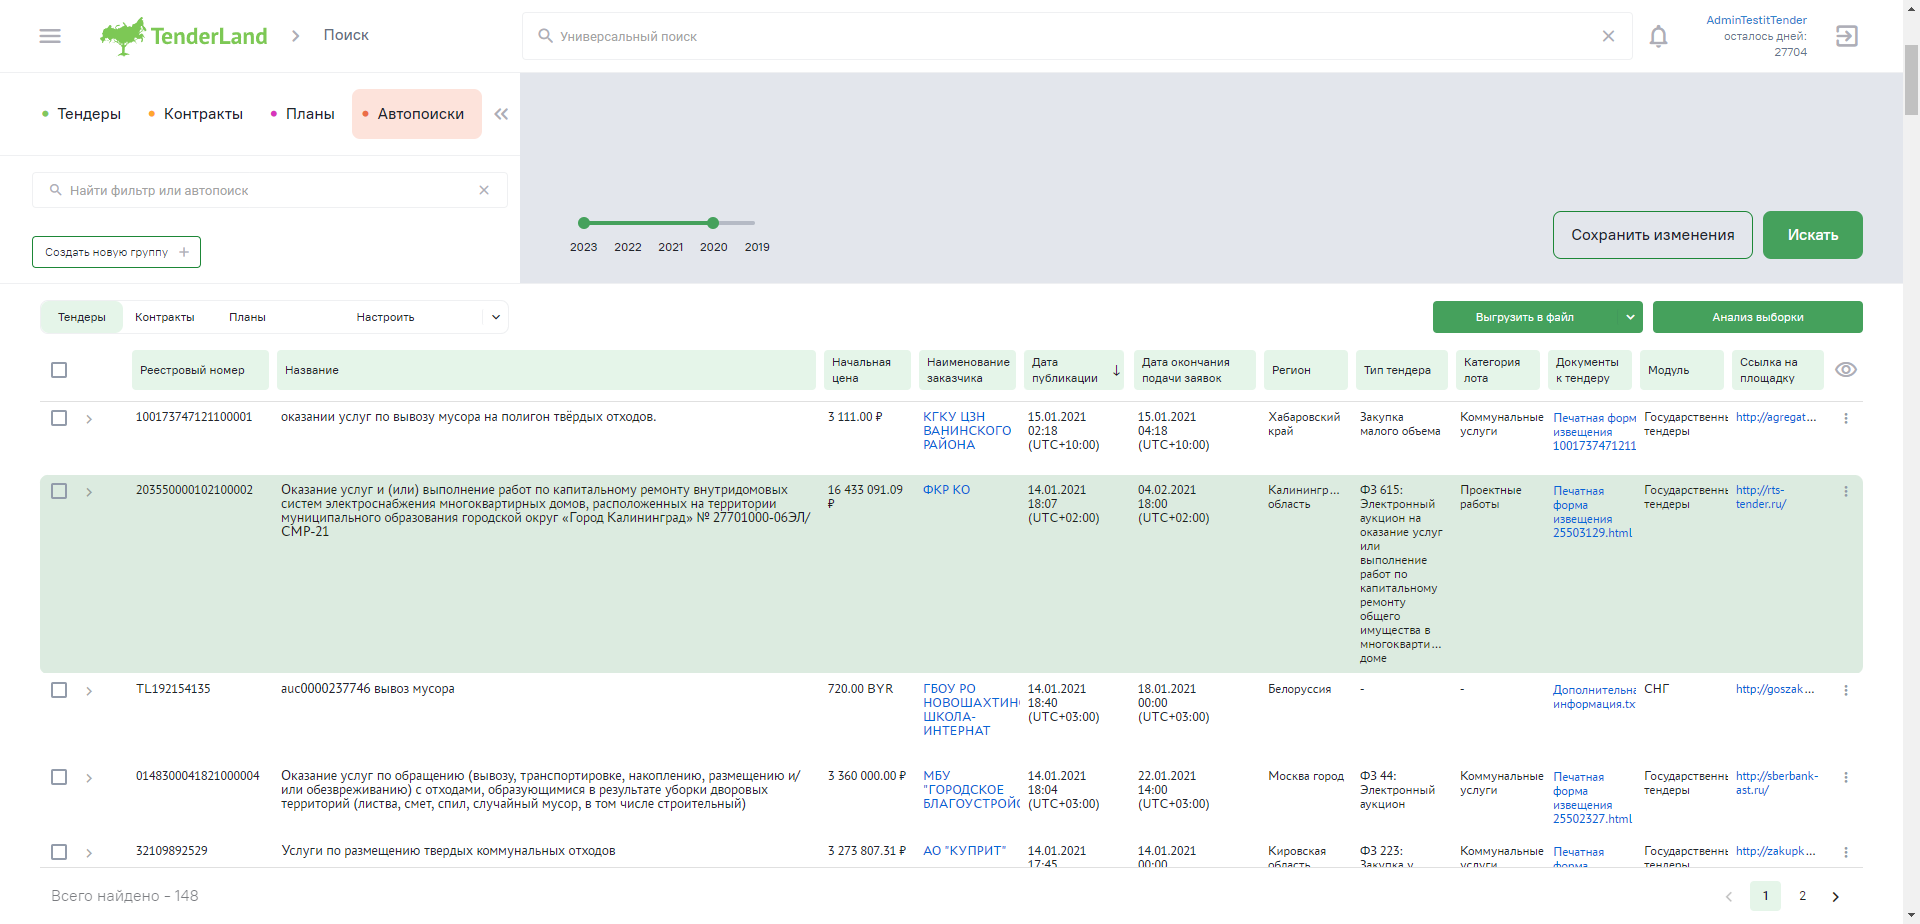 TenderLand
Поиск
Универсальный поиск
AdminTestitTender
осталось дней:
27704
Тендеры
Контракты
Планы
Автопоиски
Найти фильтр или автопоиск
Создать новую группу +
2023 2022 2021 2020 2019
Сохранить изменения
Искать
Тендеры Контракты Планы Настроить
Выгрузить в файл
Анализ выборки
Реестровый номер
Название
Начальная
цена
Наименование
заказчика
Дата
публикации
Дата окончания
подачи заявок
Регион
Тип тендера
Категория
лота
Документы
к тендеру
Модуль
Ссылка на
площадку
100173747121100001
оказании услуг по вывозу мусора на полигон твёрдых отходов.
3 111.00 ₽
КГКУ ЦЗН
ВАНИНСКОГО
РАЙОНА
15.01.2021
02:18
(UTC+10:00)
15.01.2021
04:18
(UTC+10:00)
Хабаровский
край
Закупка
малого объема
Коммунальные
услуги
Печатная форм
извещения
1001737471211
Государственн
тендеры
http://agregat...
203550000102100002
Оказание услуг и (или) выполнение работ по капитальному ремонту внутридомовых
систем электроснабжения многоквартирных домов, расположенных на территории
муниципального образования городской округ «Город Калининград» № 27701000-06ЭЛ/
СМР-21
16 433 091.09
₽
ФКР КО
14.01.2021
18:07
(UTC+02:00)
04.02.2021
18:00
(UTC+02:00)
Калинингр...
область
ФЗ 615:
Электронный
аукцион на
оказание услуг
или
выполнение
работ по
капитальному
ремонту
общего
имущества в
многокварти...
доме
Проектные
работы
Печатная
форма
извещения
25503129.html
Государственн
тендеры
http://rts-
tender.ru/
TL192154135
auc0000237746 вывоз мусора
720.00 BYR
ГБОУ РО
НОВОШАХТИН
ШКОЛА-
ИНТЕРНАТ
14.01.2021
18:40
(UTC+03:00)
18.01.2021
00:00
(UTC+03:00)
Белоруссия
-
-
Дополнительна
информация.tx
СНГ
http://goszak...
0148300041821000004
Оказание услуг по обращению (вывозу, транспортировке, накоплению, размещению и/
или обезвреживанию) с отходами, образующимися в результате уборки дворовых
территорий (листва, смет, спил, случайный мусор, в том числе строительный)
3 360 000.00 ₽
МБУ
"ГОРОДСКОЕ
БЛАГОУСТРОЙС
14.01.2021
18:04
(UTC+03:00)
22.01.2021
14:00
(UTC+03:00)
Москва город
ФЗ 44:
Электронный
аукцион
Коммунальные
услуги
Печатная
форма
извещения
25502327.html
Государственн
тендеры
http://sberbank-
ast.ru/
32109892529
Услуги по размещению твердых коммунальных отходов
3 273 807.31 ₽
АО "КУПРИТ"
14.01.2021
17:45
14.01.2021
00:00
Кировская
область
ФЗ 223:
Закупка у
Коммунальные
услуги
Печатная
форма
Государственн
тендеры
http://zakupk...
Всего найдено - 148
1 2